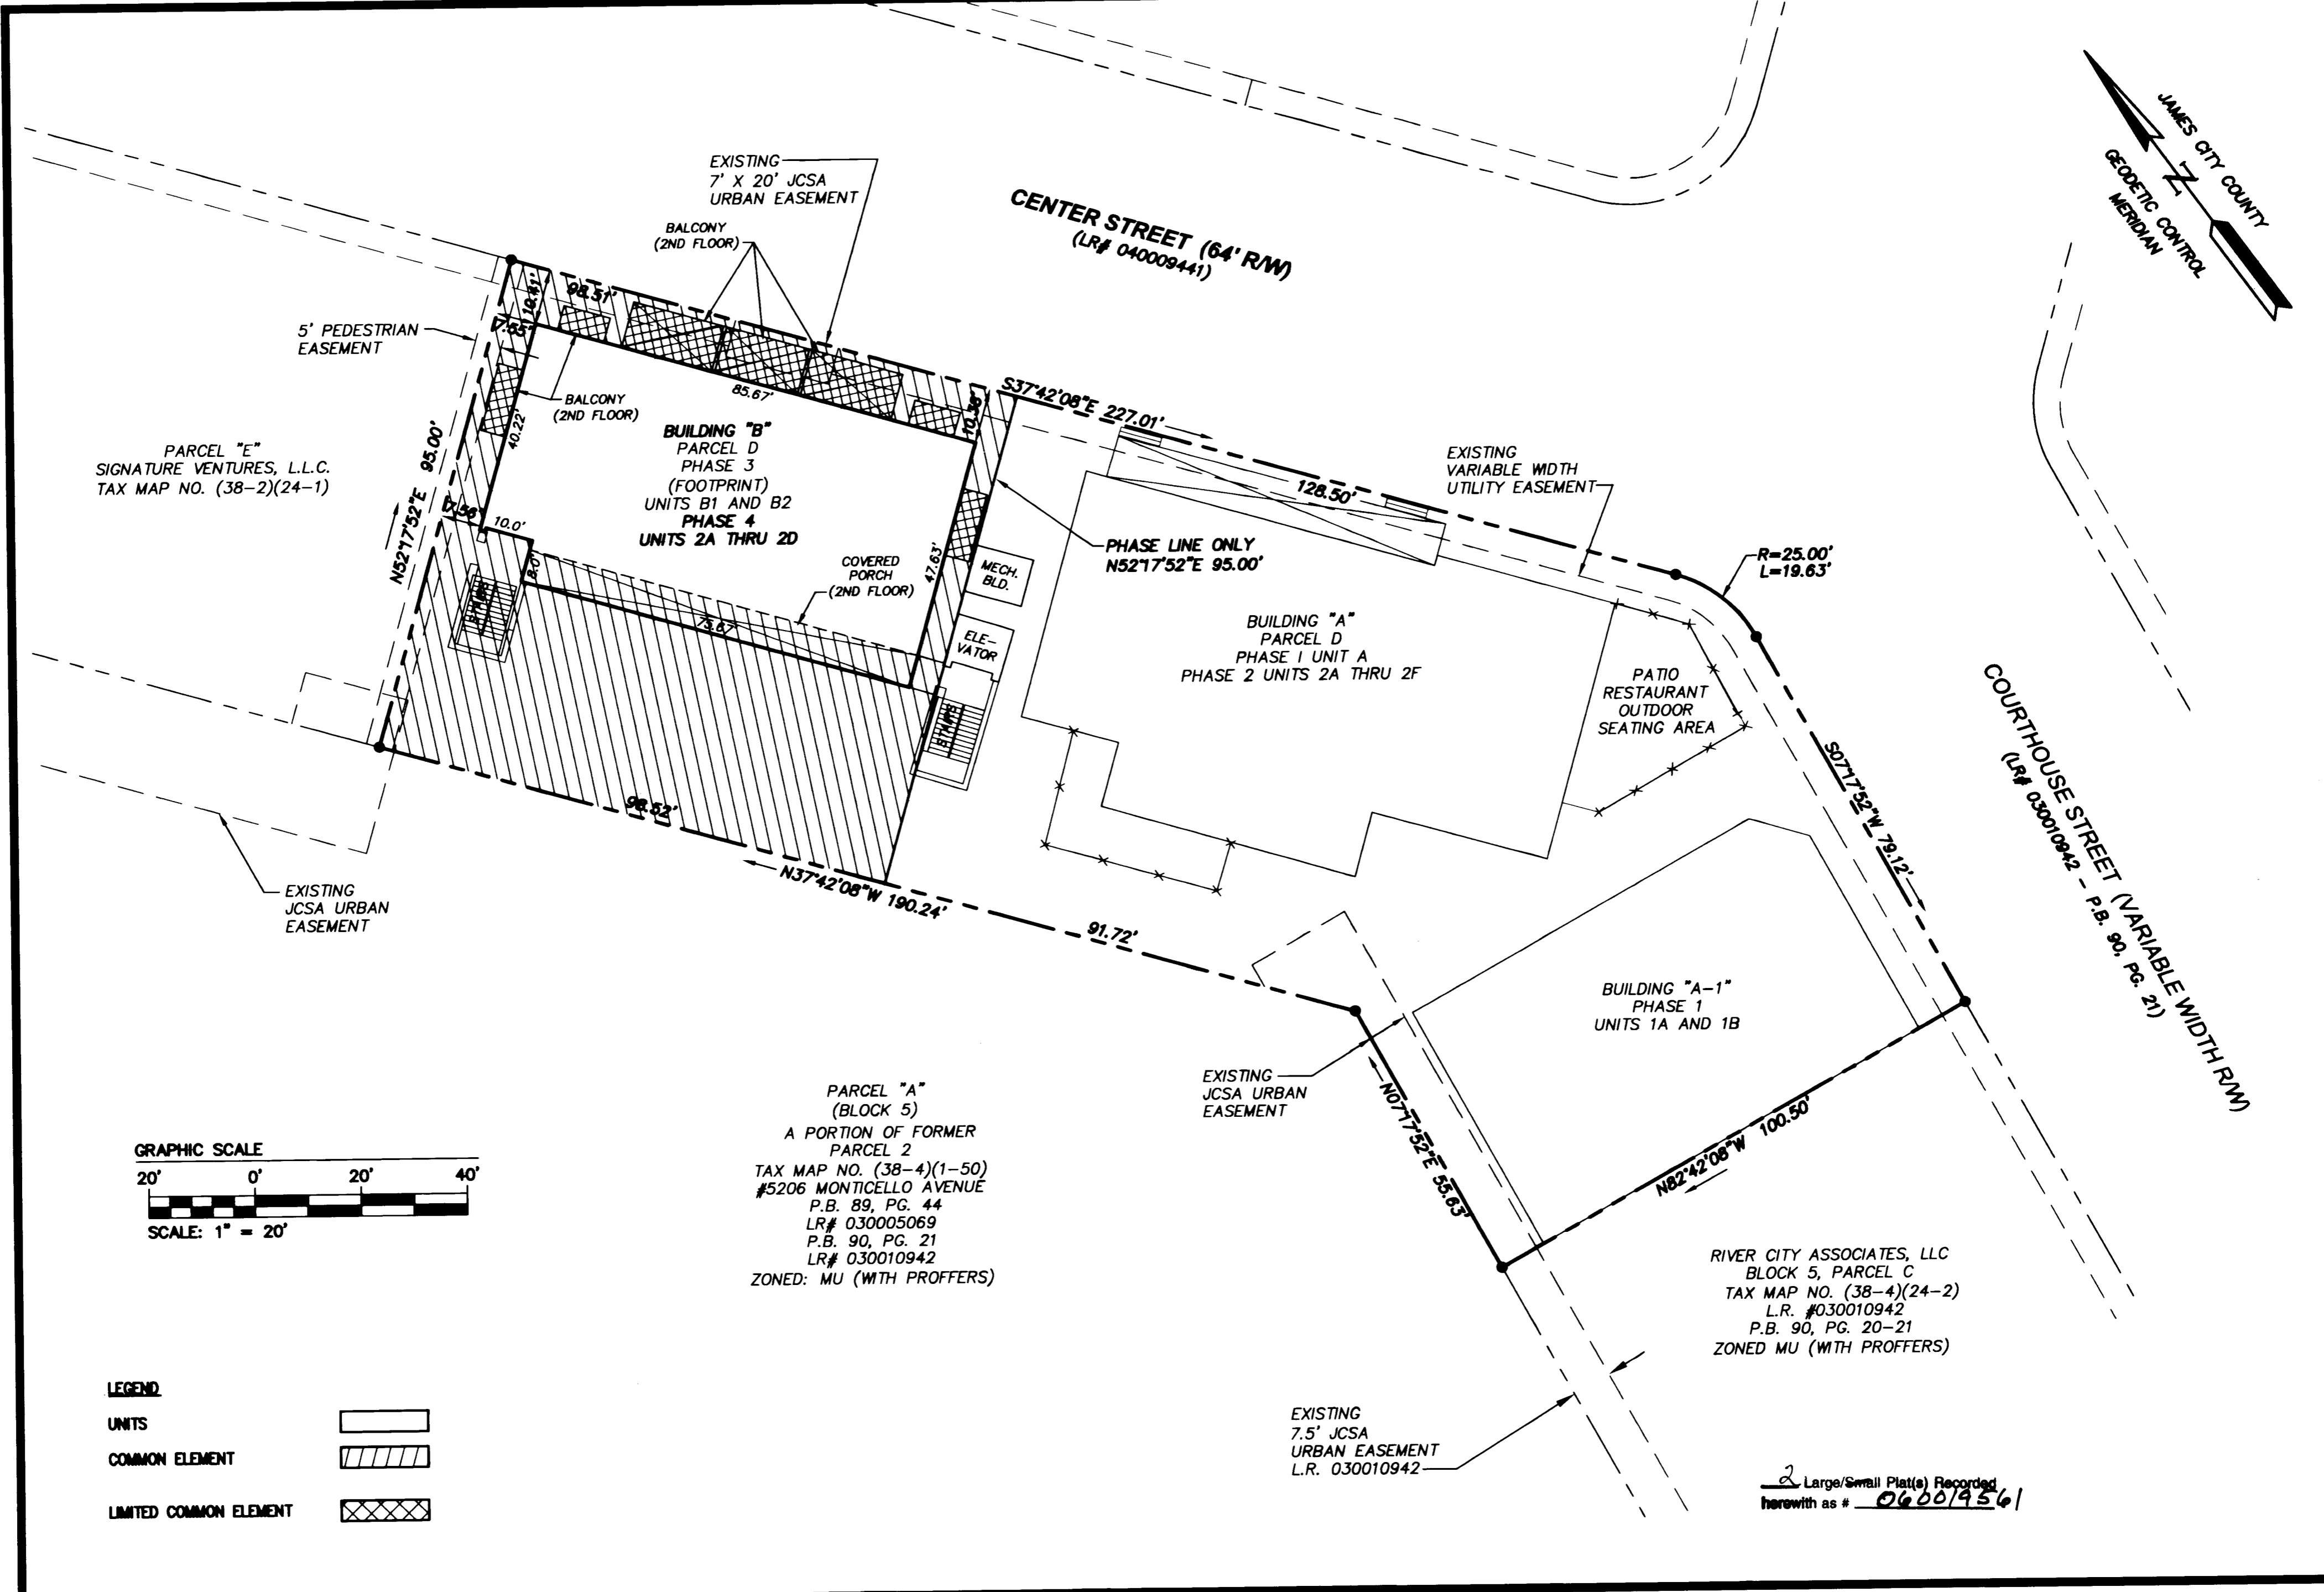 JAMES CITY COUNTY
GEODETIC CONTROL
MERIDIAN
N
EXISTING
7' X 20' JCSA
URBAN EASEMENT
BALCONY
(2ND FLOOR)
CENTER STREET (64' R/W)
(LR# 040009441)
98.51'
10.41'
7.55'
5' PEDESTRIAN
EASEMENT
BALCONY
(2ND FLOOR)
85.67'
40.22'
10.38'
S37°42'08"E 227.01'
BUILDING "B"
PARCEL D
PHASE 3
(FOOTPRINT)
UNITS B1 AND B2
PHASE 4
UNITS 2A THRU 2D
PARCEL "E"
SIGNATURE VENTURES, L.L.C.
TAX MAP NO. (38-2)(24-1)
N52°17'52"E 95.00'
7.56'
10.0'
8.0'
COVERED
PORCH
(2ND FLOOR)
47.63'
75.67'
STAIRS
MECH.
BLD.
ELE-
VATOR
STAIRS
PHASE LINE ONLY
N52°17'52"E 95.00'
128.50'
EXISTING
VARIABLE WIDTH
UTILITY EASEMENT
R=25.00'
L=19.63'
BUILDING "A"
PARCEL D
PHASE I UNIT A
PHASE 2 UNITS 2A THRU 2F
PATIO
RESTAURANT
OUTDOOR
SEATING AREA
S07°17'52"W 79.12'
COURTHOUSE STREET (VARIABLE WIDTH R/W)
(LR# 030010942 - P.B. 90, PG. 21)
98.52'
N37°42'08"W 190.24'
91.72'
EXISTING
JCSA URBAN
EASEMENT
BUILDING "A-1"
PHASE 1
UNITS 1A AND 1B
EXISTING
JCSA URBAN
EASEMENT
N07°17'52"E 55.63'
N82°42'08"W 100.50'
PARCEL "A"
(BLOCK 5)
A PORTION OF FORMER
PARCEL 2
TAX MAP NO. (38-4)(1-50)
#5206 MONTICELLO AVENUE
P.B. 89, PG. 44
LR# 030005069
P.B. 90, PG. 21
LR# 030010942
ZONED: MU (WITH PROFFERS)
GRAPHIC SCALE
20' 0' 20' 40'
SCALE: 1" = 20'
RIVER CITY ASSOCIATES, LLC
BLOCK 5, PARCEL C
TAX MAP NO. (38-4)(24-2)
L.R. #030010942
P.B. 90, PG. 20-21
ZONED MU (WITH PROFFERS)
EXISTING
7.5' JCSA
URBAN EASEMENT
L.R. 030010942
LEGEND
UNITS
COMMON ELEMENT
LIMITED COMMON ELEMENT
2 Large/Small Plat(s) Recorded
herewith as # 060019561